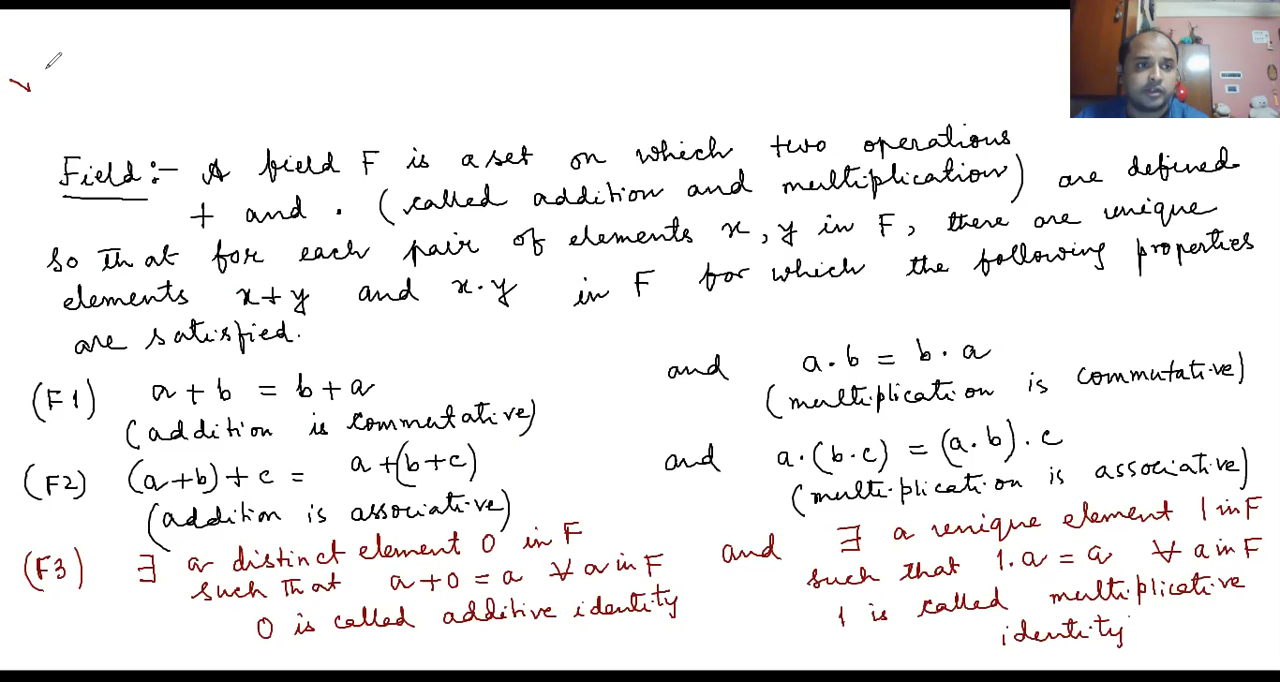 Field:- A field F is a set on which two operations
+ and . (called addition and multiplication) are defined
so that for each pair of elements x, y in F, there are unique
elements x+y and x.y in F for which the following properties
are satisfied.
(F1) a + b = b + a and a . b = b . a
(addition is commutative) (multiplication is commutative)
(F2) (a+b) + c = a + (b+c) and a . (b . c) = (a . b) . c
(addition is associative) (multiplication is associative)
(F3) ∃ a distinct element 0 in F and ∃ a unique element 1 in F
such that a + 0 = a ∀ a in F such that 1 . a = a ∀ a in F
0 is called additive identity 1 is called multiplicative
identity